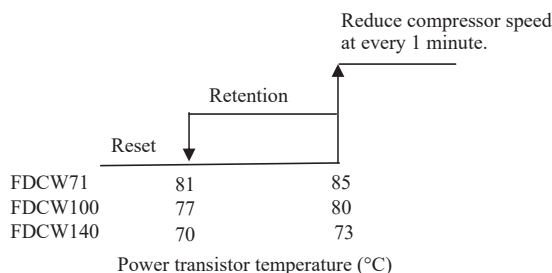 Reduce compressor speed
at every 1 minute.
Retention
Reset
FDCW71 81 85
FDCW100 77 80
FDCW140 70 73
Power transistor temperature (°C)